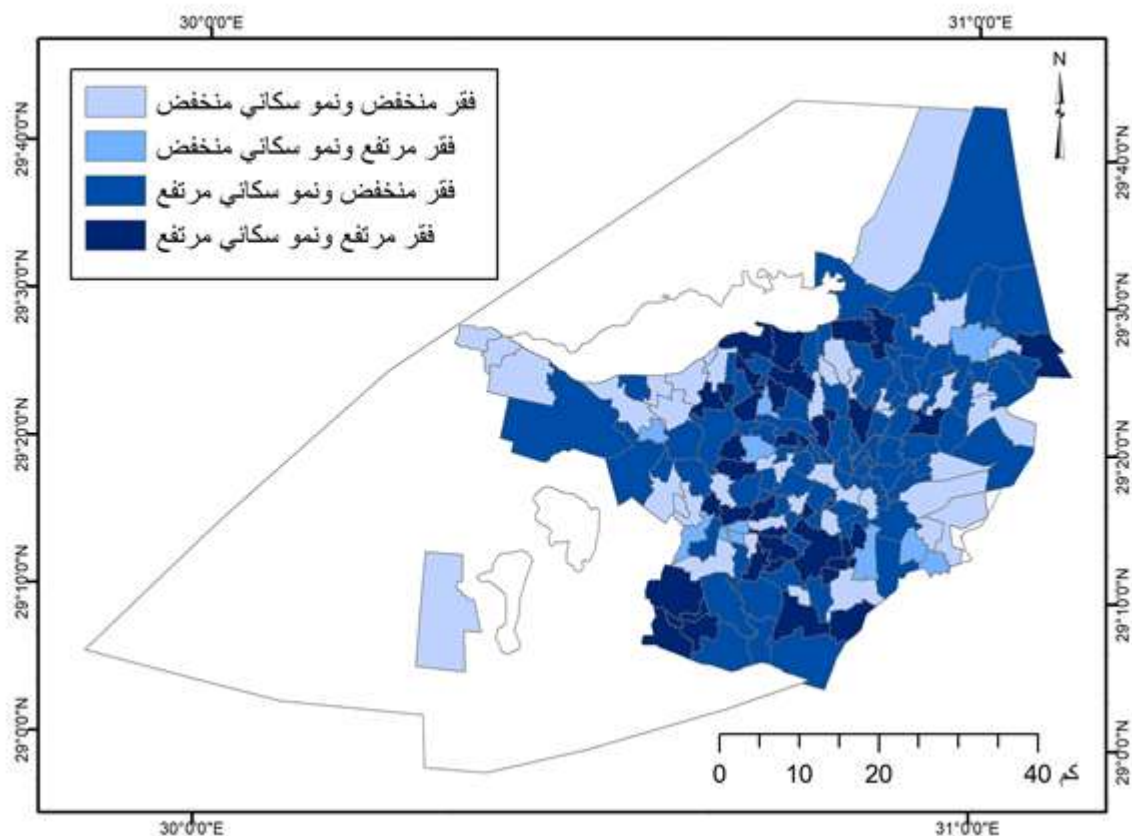 30°0'0"E
31°0'0"E
N
فقر منخفض ونمو سكاني منخفض
فقر مرتفع ونمو سكاني منخفض
فقر منخفض ونمو سكاني مرتفع
فقر مرتفع ونمو سكاني مرتفع
29°40'0"N
29°40'0"N
29°30'0"N
29°30'0"N
29°20'0"N
29°20'0"N
29°10'0"N
29°10'0"N
29°0'0"N
29°0'0"N
0 10 20 40 كم
30°0'0"E
31°0'0"E